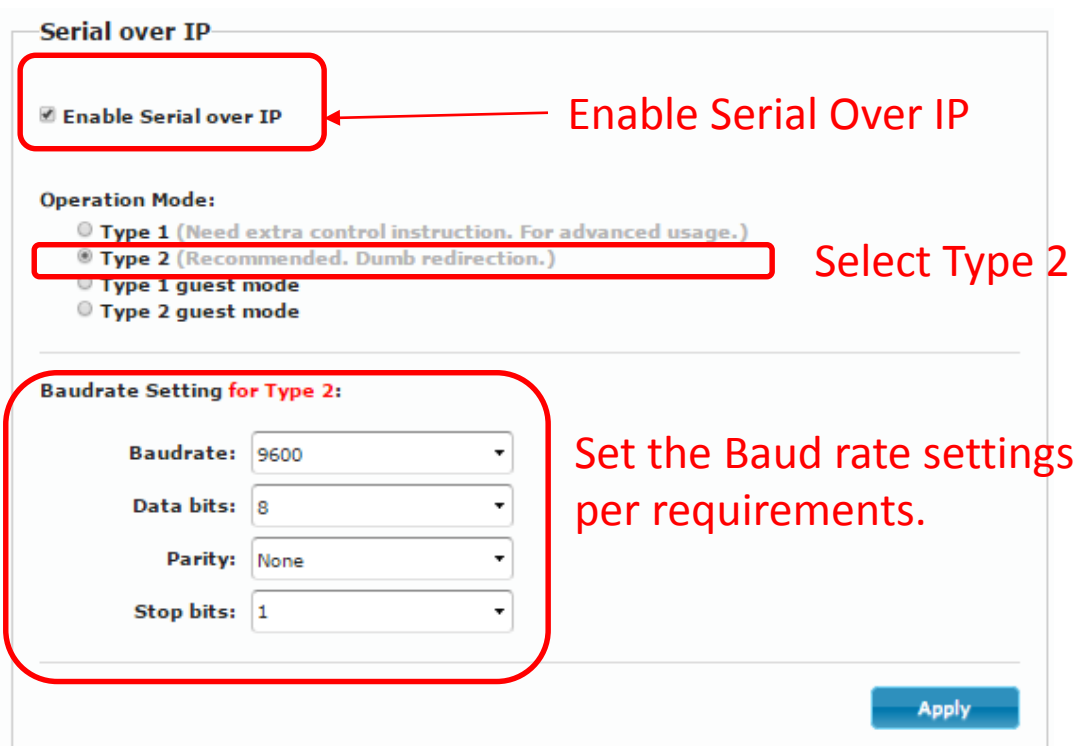 Serial over IP
Enable Serial over IP
Enable Serial Over IP
Operation Mode:
Type 1 (Need extra control instruction. For advanced usage.)
Type 2 (Recommended. Dumb redirection.)
Select Type 2
Type 1 guest mode
Type 2 guest mode
Baudrate Setting for Type 2:
Baudrate: 9600
Data bits: 8
Parity: None
Stop bits: 1
Set the Baud rate settings
per requirements.
Apply